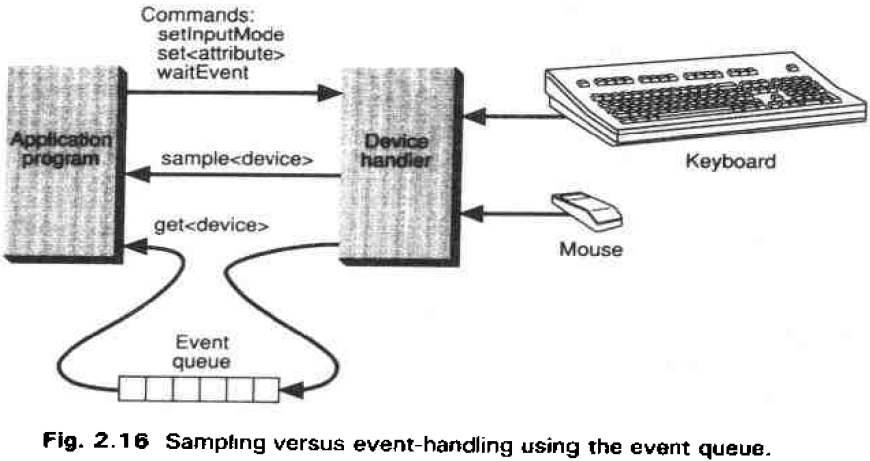 Commands:
setInputMode
set<attribute>
waitEvent
Application
program
Device
handler
sample<device>
get<device>
Keyboard
Mouse
Event
queue
Fig. 2.16 Sampling versus event-handling using the event queue.